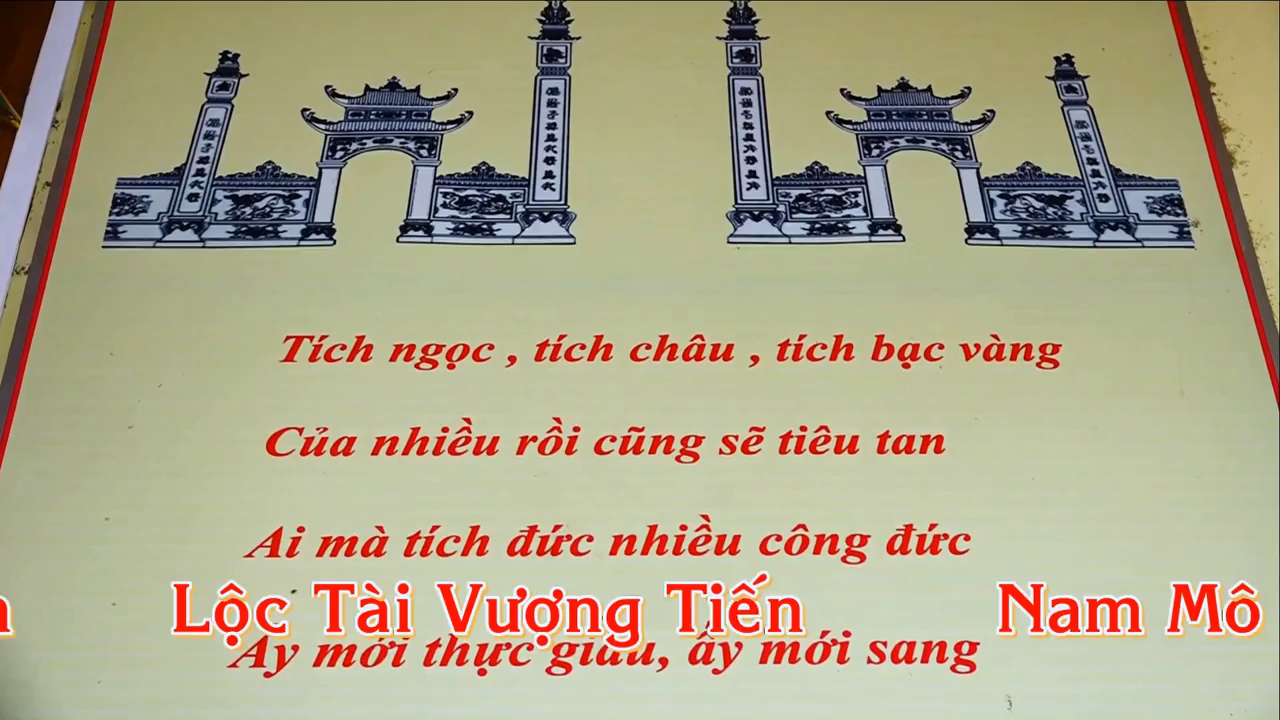 Tích ngọc , tích châu , tích bạc vàng
Của nhiều rồi cũng sẽ tiêu tan
Ai mà tích đức nhiều công đức
Lộc Tài Vượng Tiến Nam Mô
Ấy mới thực giàu, ấy mới sang